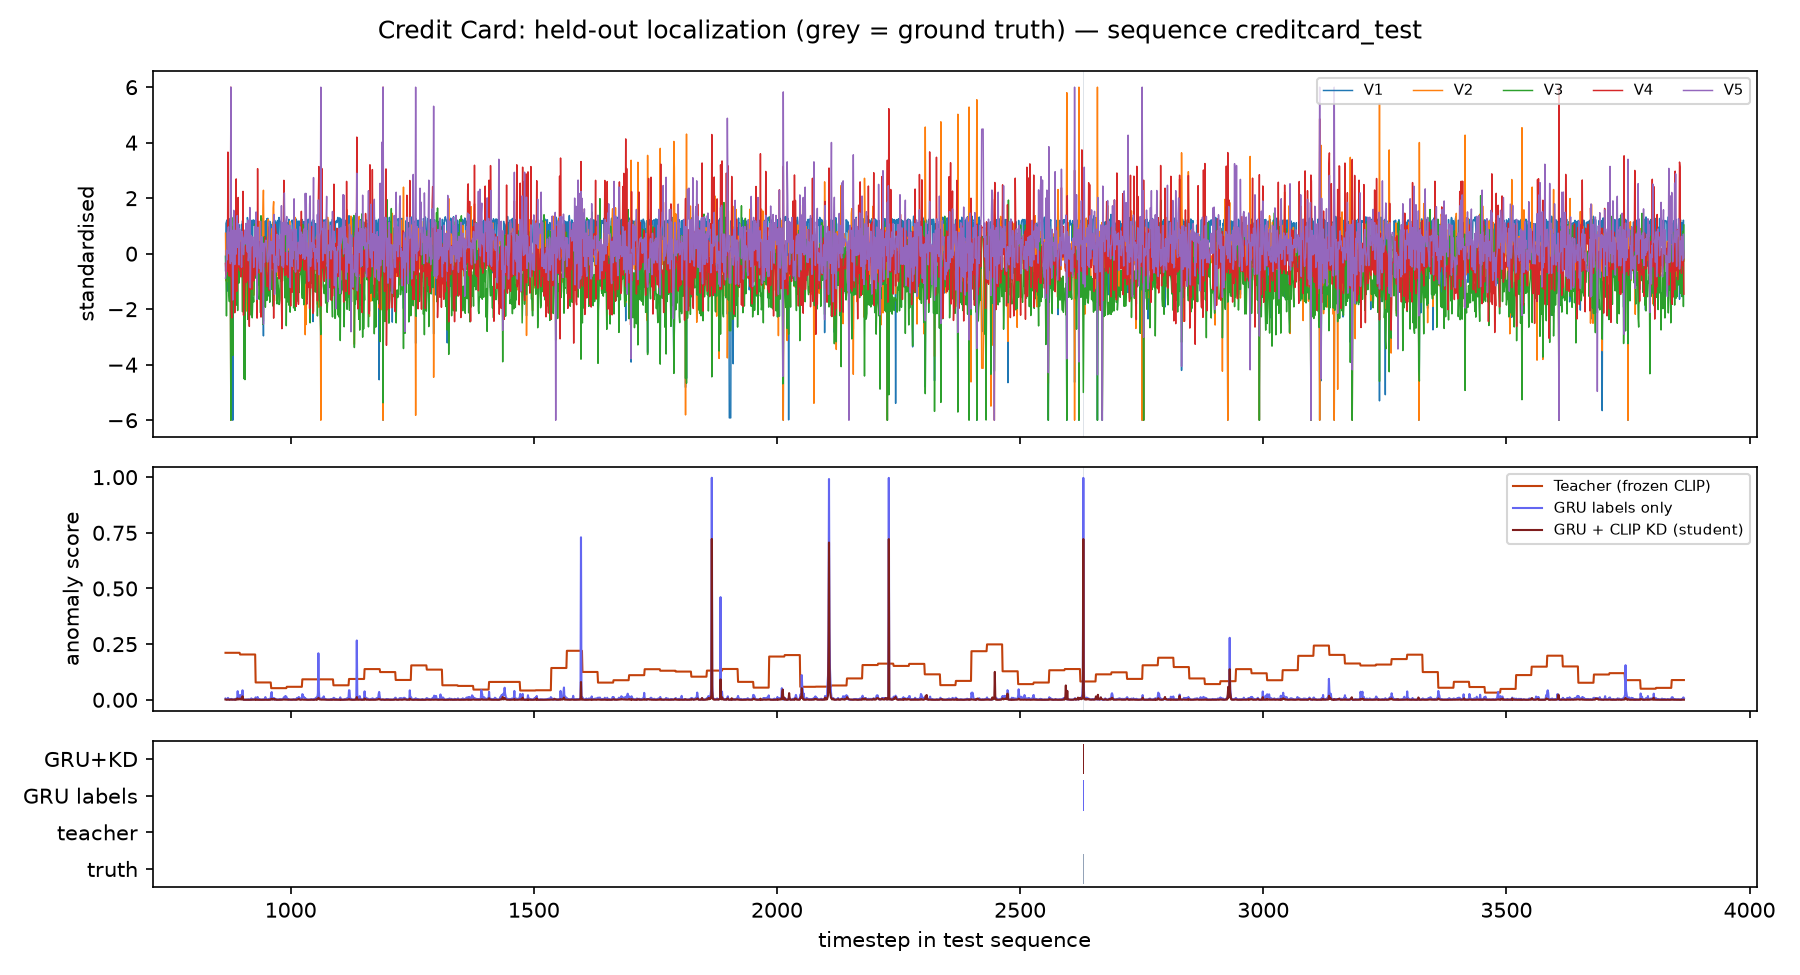 Credit Card: held-out localization (grey = ground truth) — sequence creditcard_test
V1 V2 V3 V4 V5
6
4
2
0
−2
−4
−6
standardised
Teacher (frozen CLIP)
GRU labels only
GRU + CLIP KD (student)
1.00
0.75
0.50
0.25
0.00
anomaly score
GRU+KD
GRU labels
teacher
truth
1000 1500 2000 2500 3000 3500 4000
timestep in test sequence